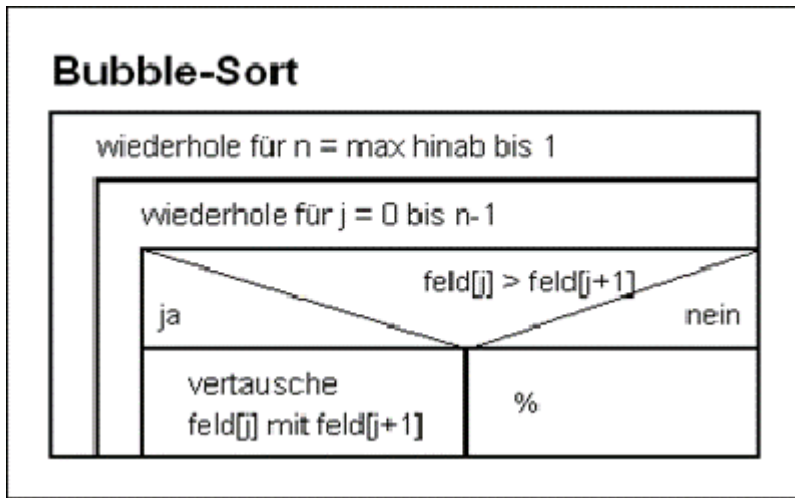 Bubble-Sort
wiederhole für n = max hinab bis 1
wiederhole für j = 0 bis n-1
feld[j] > feld[j+1]
ja
nein
vertausche
feld[j] mit feld[j+1]
%